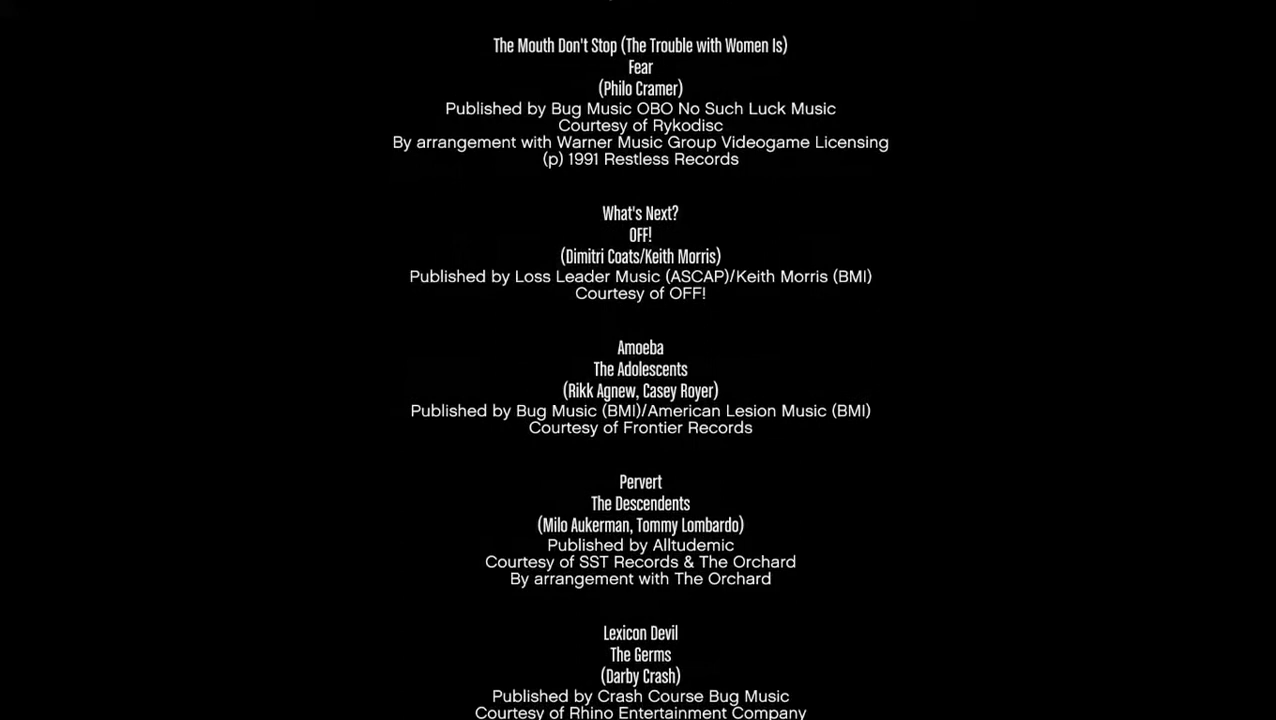 The Mouth Don't Stop (The Trouble with Women Is)
Fear
(Philo Cramer)
Published by Bug Music OBO No Such Luck Music
Courtesy of Rykodisc
By arrangement with Warner Music Group Videogame Licensing
(p) 1991 Restless Records
What's Next?
OFF!
(Dimitri Coats/Keith Morris)
Published by Loss Leader Music (ASCAP)/Keith Morris (BMI)
Courtesy of OFF!
Amoeba
The Adolescents
(Rikk Agnew, Casey Royer)
Published by Bug Music (BMI)/American Lesion Music (BMI)
Courtesy of Frontier Records
Pervert
The Descendents
(Milo Aukerman, Tommy Lombardo)
Published by Alltudemic
Courtesy of SST Records & The Orchard
By arrangement with The Orchard
Lexicon Devil
The Germs
(Darby Crash)
Published by Crash Course Bug Music
Courtesy of Rhino Entertainment Company